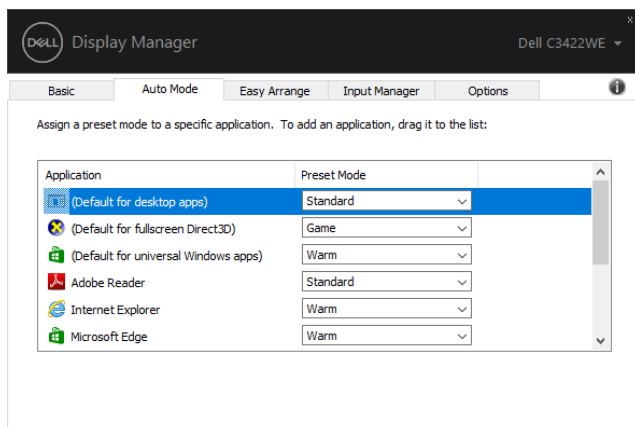 x
DELL Display Manager Dell C3422WE
Basic Auto Mode Easy Arrange Input Manager Options i
Assign a preset mode to a specific application. To add an application, drag it to the list:
Application Preset Mode
(Default for desktop apps) Standard
(Default for fullscreen Direct3D) Game
(Default for universal Windows apps) Warm
Adobe Reader Standard
Internet Explorer Warm
Microsoft Edge Warm